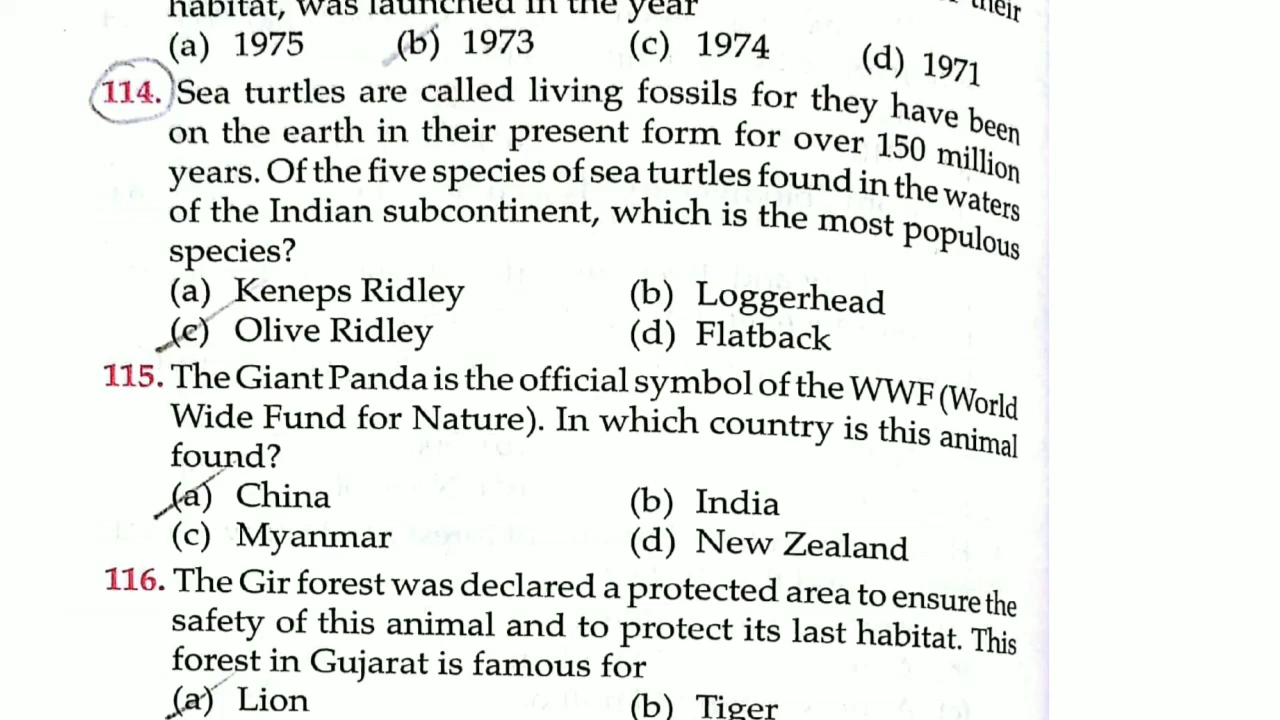 habitat, was launched in the year
their
(a) 1975 (b) 1973 (c) 1974 (d) 1971
114. Sea turtles are called living fossils for they have been
on the earth in their present form for over 150 million
years. Of the five species of sea turtles found in the waters
of the Indian subcontinent, which is the most populous
species?
(a) Keneps Ridley (b) Loggerhead
(c) Olive Ridley (d) Flatback
115. The Giant Panda is the official symbol of the WWF (World
Wide Fund for Nature). In which country is this animal
found?
(a) China (b) India
(c) Myanmar (d) New Zealand
116. The Gir forest was declared a protected area to ensure the
safety of this animal and to protect its last habitat. This
forest in Gujarat is famous for
(a) Lion (b) Tiger